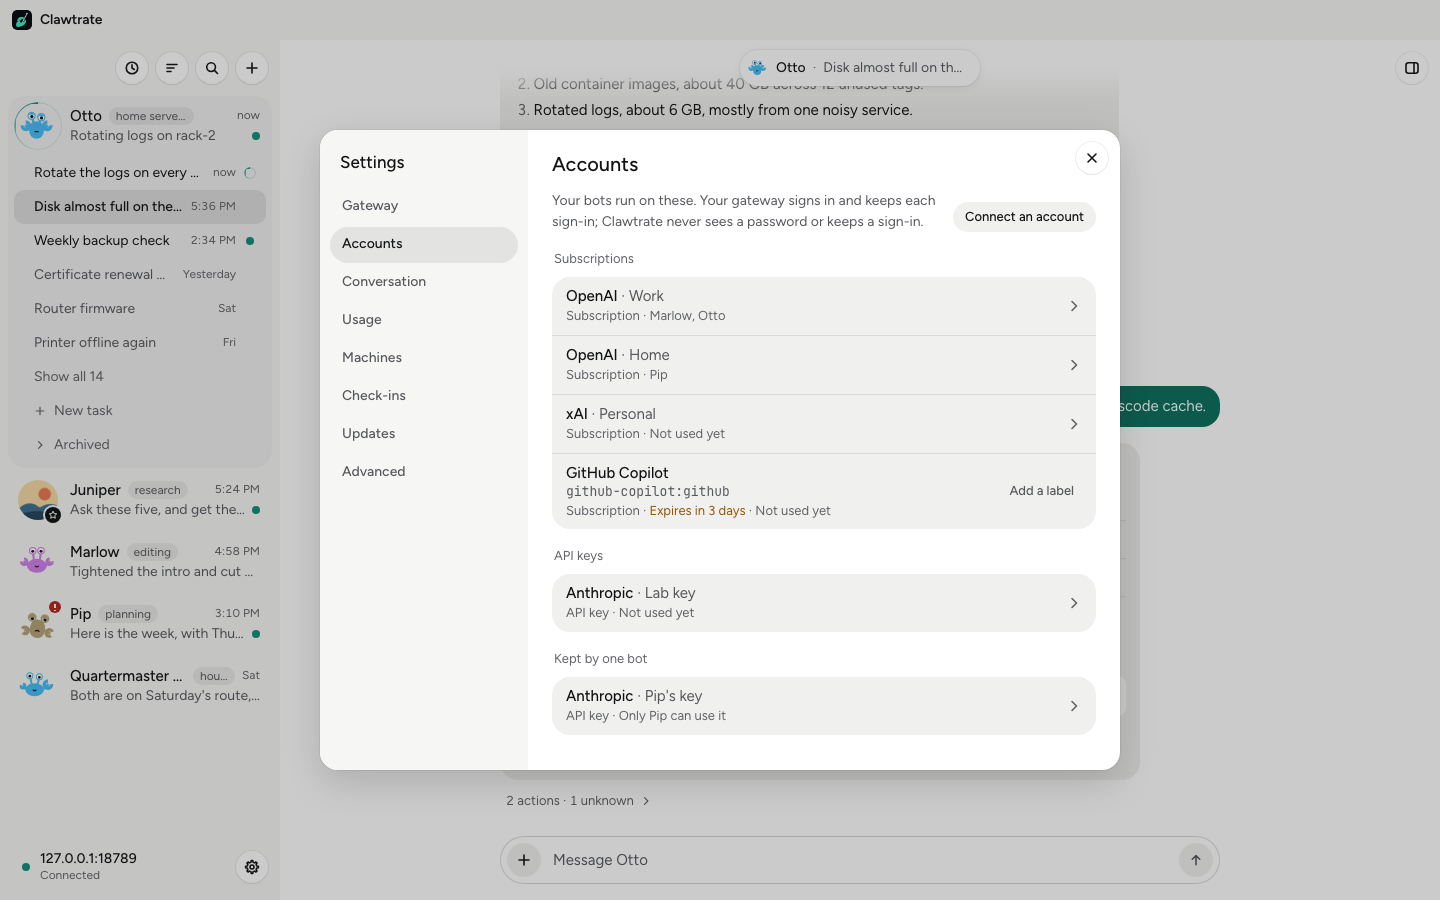 Clawtrate
Otto
home serve...
now
Rotating logs on rack-2
Rotate the logs on every ...
now
Disk almost full on the...
5:36 PM
Weekly backup check
2:34 PM
Certificate renewal ...
Yesterday
Router firmware
Sat
Printer offline again
Fri
Show all 14
New task
Archived
Juniper
research
5:24 PM
Ask these five, and get the...
Marlow
editing
4:58 PM
Tightened the intro and cut ...
Pip
planning
3:10 PM
Here is the week, with Thu...
Quartermaster ...
hou...
Sat
Both are on Saturday's route,...
127.0.0.1:18789
Connected
Otto · Disk almost full on th...
2. Old container images, about 40 GB across 12 unused tags.
3. Rotated logs, about 6 GB, mostly from one noisy service.
scode cache.
Settings
Gateway
Accounts
Conversation
Usage
Machines
Check-ins
Updates
Advanced
Accounts
Your bots run on these. Your gateway signs in and keeps each
sign-in; Clawtrate never sees a password or keeps a sign-in.
Connect an account
Subscriptions
OpenAI · Work
Subscription · Marlow, Otto
OpenAI · Home
Subscription · Pip
xAI · Personal
Subscription · Not used yet
GitHub Copilot
github-copilot:github
Subscription · Expires in 3 days · Not used yet
Add a label
API keys
Anthropic · Lab key
API key · Not used yet
Kept by one bot
Anthropic · Pip's key
API key · Only Pip can use it
2 actions · 1 unknown
Message Otto